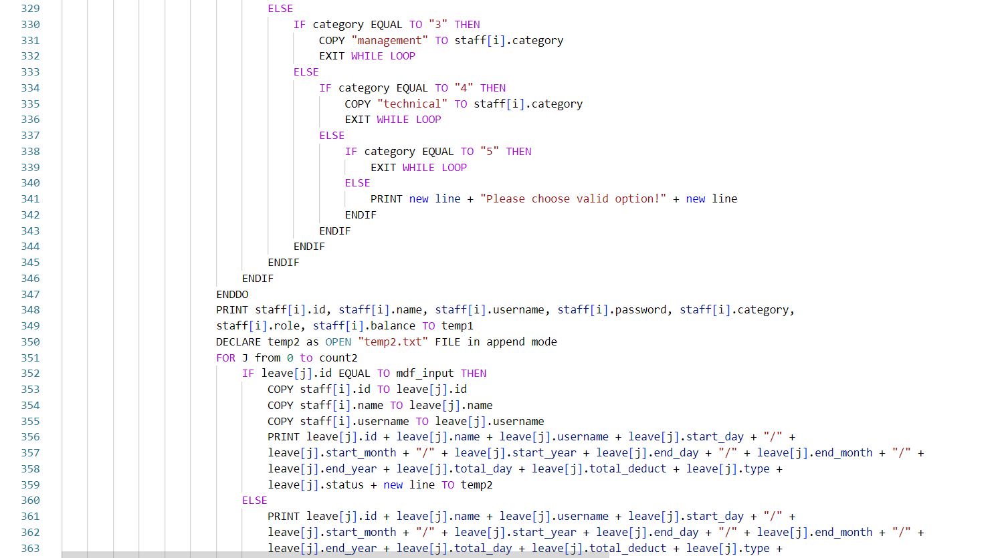 329 ELSE
330 IF category EQUAL TO "3" THEN
331 COPY "management" TO staff[i].category
332 EXIT WHILE LOOP
333 ELSE
334 IF category EQUAL TO "4" THEN
335 COPY "technical" TO staff[i].category
336 EXIT WHILE LOOP
337 ELSE
338 IF category EQUAL TO "5" THEN
339 EXIT WHILE LOOP
340 ELSE
341 PRINT new line + "Please choose valid option!" + new line
342 ENDIF
343 ENDIF
344 ENDIF
345 ENDIF
346 ENDIF
347 ENDDO
348 PRINT staff[i].id, staff[i].name, staff[i].username, staff[i].password, staff[i].category,
349 staff[i].role, staff[i].balance TO temp1
350 DECLARE temp2 as OPEN "temp2.txt" FILE in append mode
351 FOR J from 0 to count2
352 IF leave[j].id EQUAL TO mdf_input THEN
353 COPY staff[i].id TO leave[j].id
354 COPY staff[i].name TO leave[j].name
355 COPY staff[i].username TO leave[j].username
356 PRINT leave[j].id + leave[j].name + leave[j].username + leave[j].start_day + "/" +
357 leave[j].start_month + "/" + leave[j].start_year + leave[j].end_day + "/" + leave[j].end_month + "/" +
358 leave[j].end_year + leave[j].total_day + leave[j].total_deduct + leave[j].type +
359 leave[j].status + new line TO temp2
360 ELSE
361 PRINT leave[j].id + leave[j].name + leave[j].username + leave[j].start_day + "/" +
362 leave[j].start_month + "/" + leave[j].start_year + leave[j].end_day + "/" + leave[j].end_month + "/" +
363 leave[j].end_year + leave[j].total_day + leave[j].total_deduct + leave[j].type +